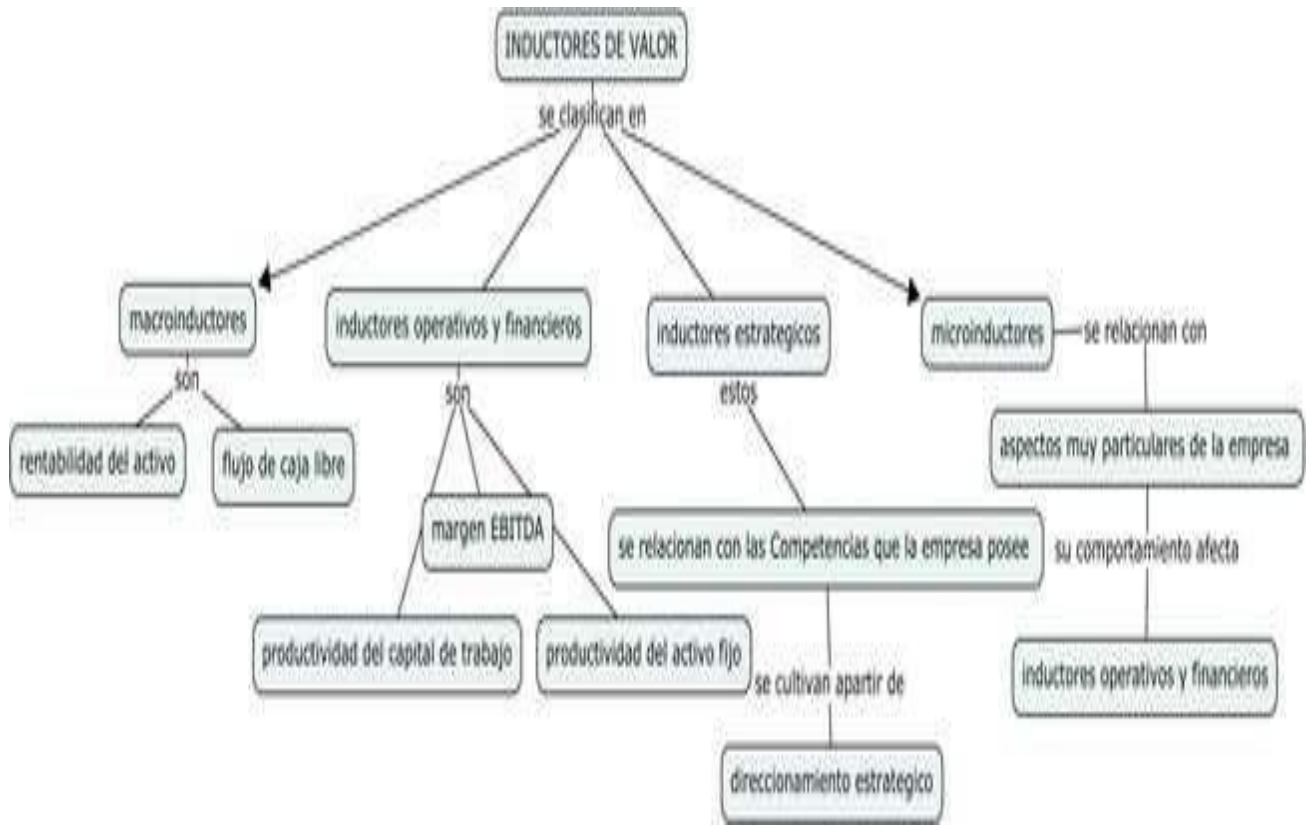 INDUCTORES DE VALOR
se clasifican en
macroinductores
son
rentabilidad del activo
flujo de caja libre
inductores operativos y financieros
son
margen EBITDA
productividad del capital de trabajo
productividad del activo fijo
inductores estrategicos
estos
se relacionan con las Competencias que la empresa posee
se cultivan apartir de
direccionamiento estrategico
microinductores
se relacionan con
aspectos muy particulares de la empresa
su comportamiento afecta
inductores operativos y financieros